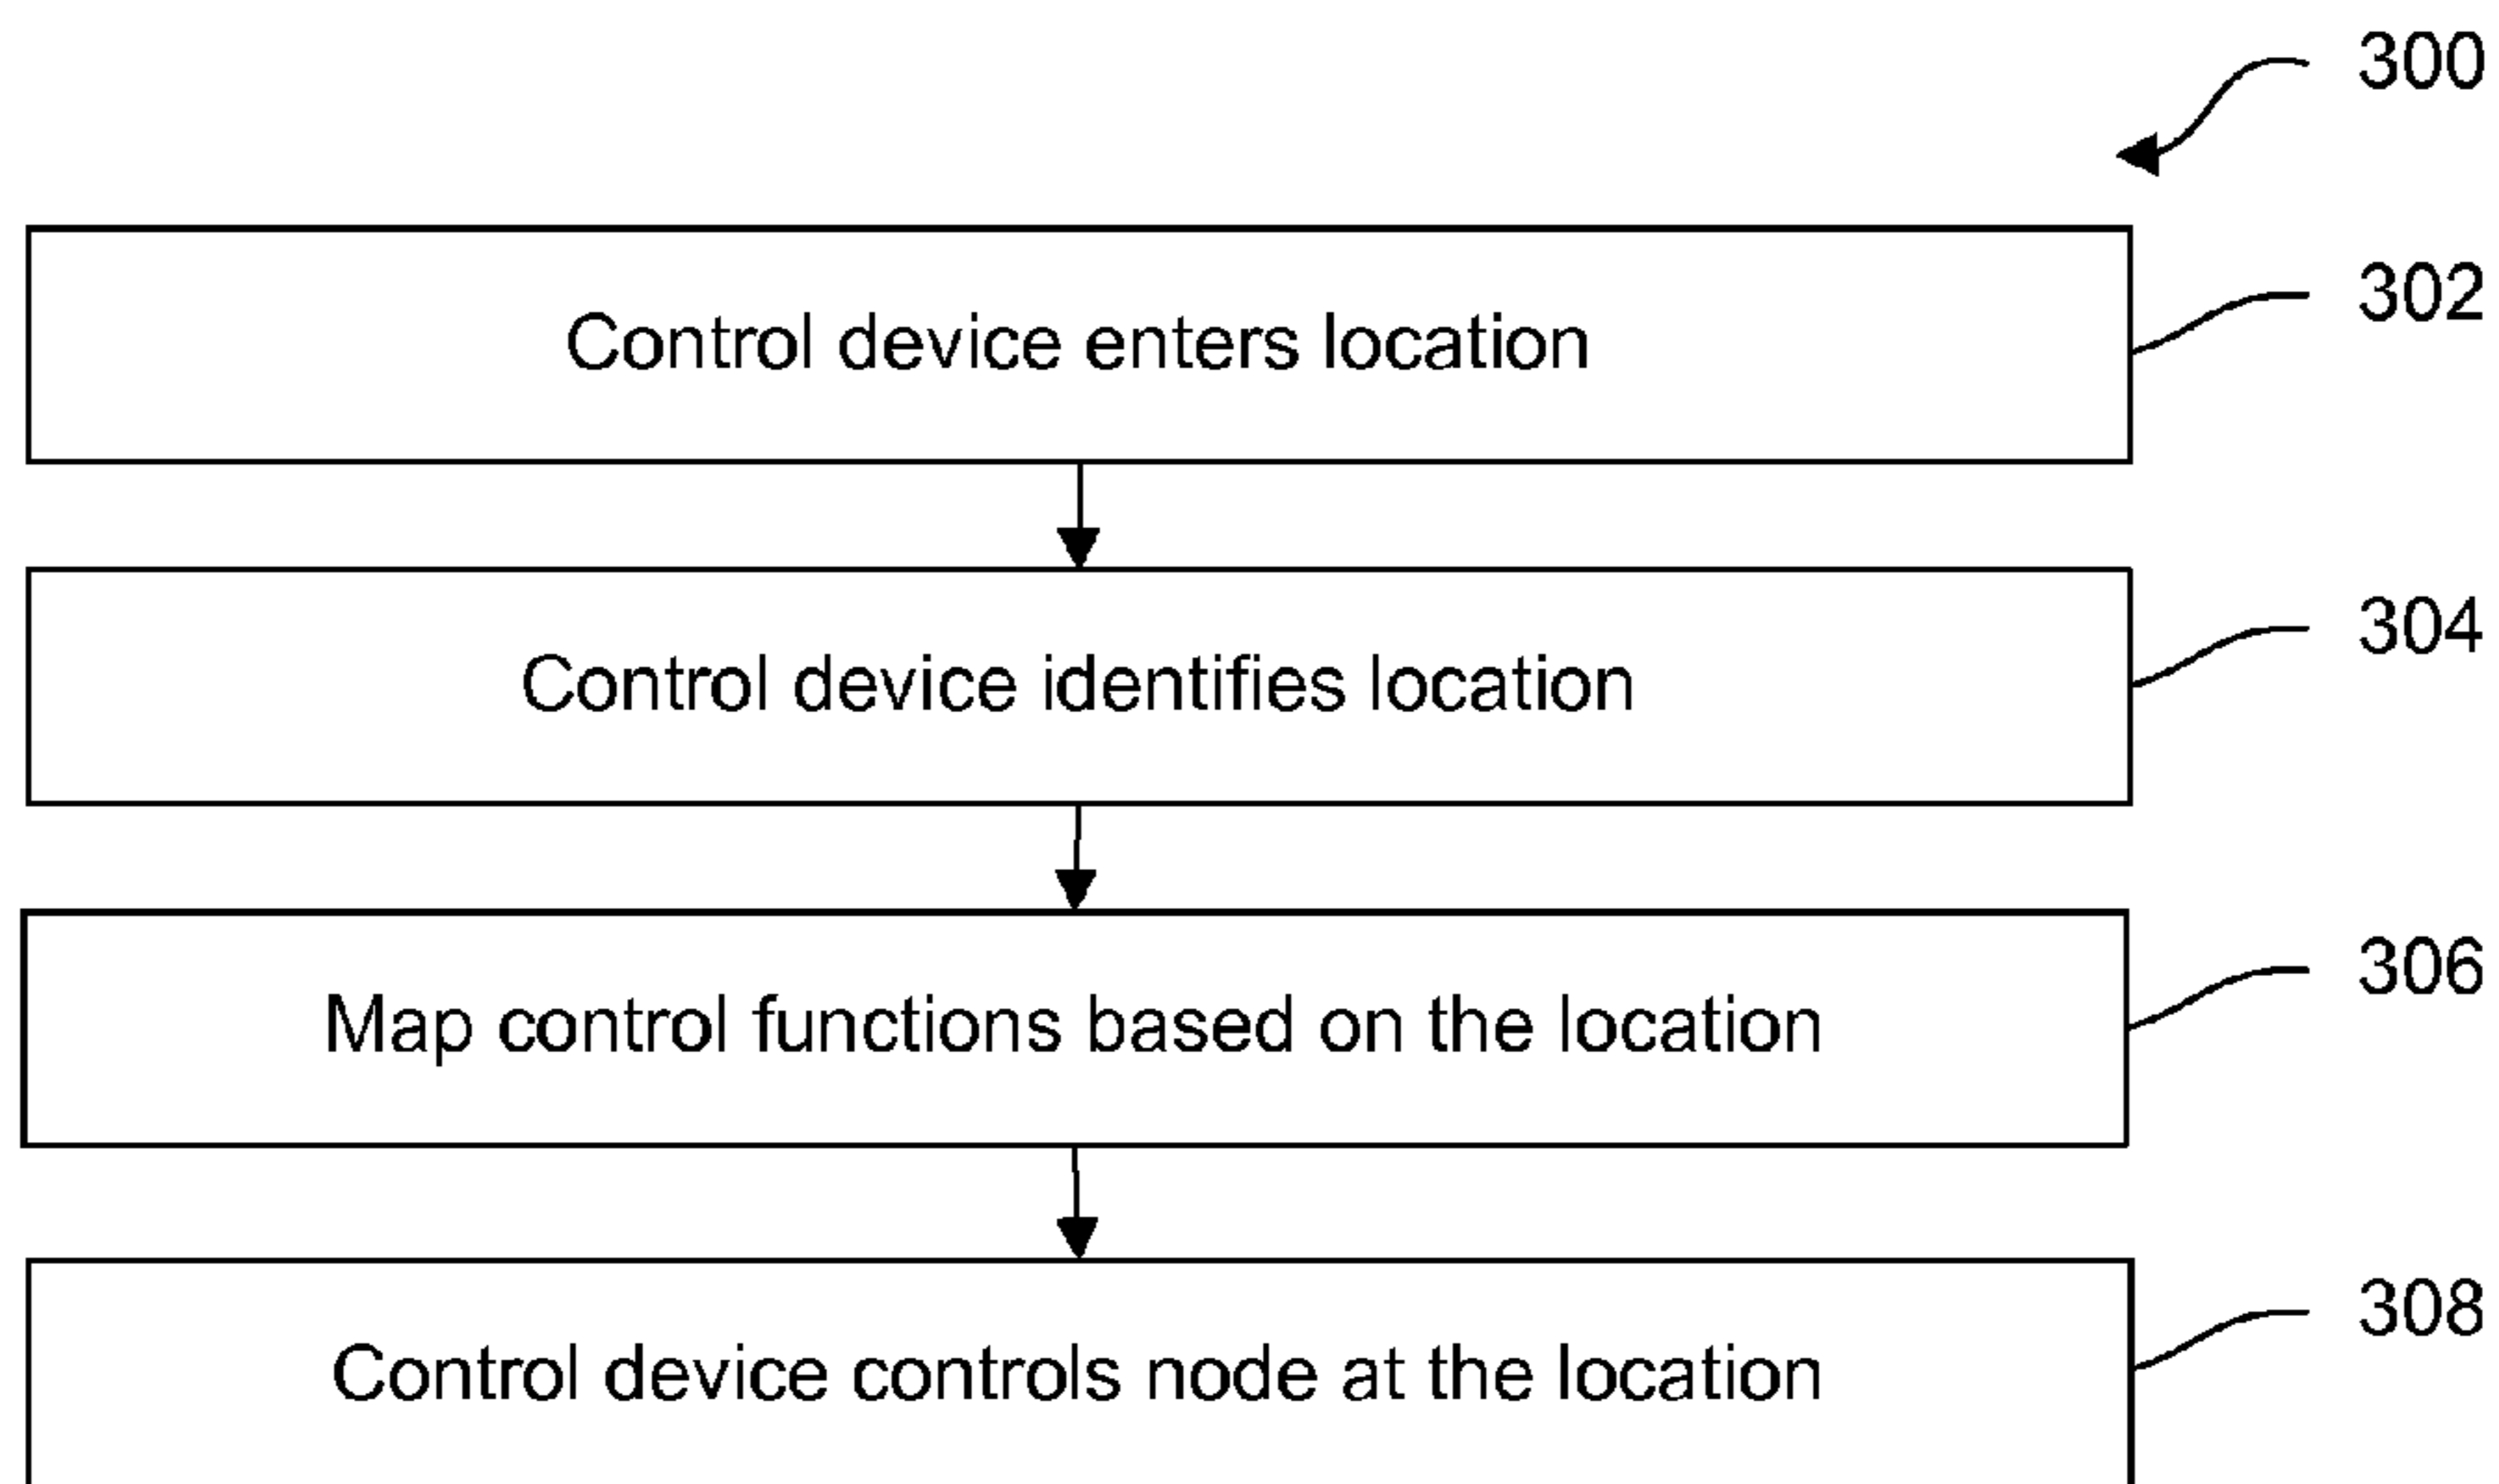 300
302
Control device enters location
304
Control device identifies location
306
Map control functions based on the location
308
Control device controls node at the location